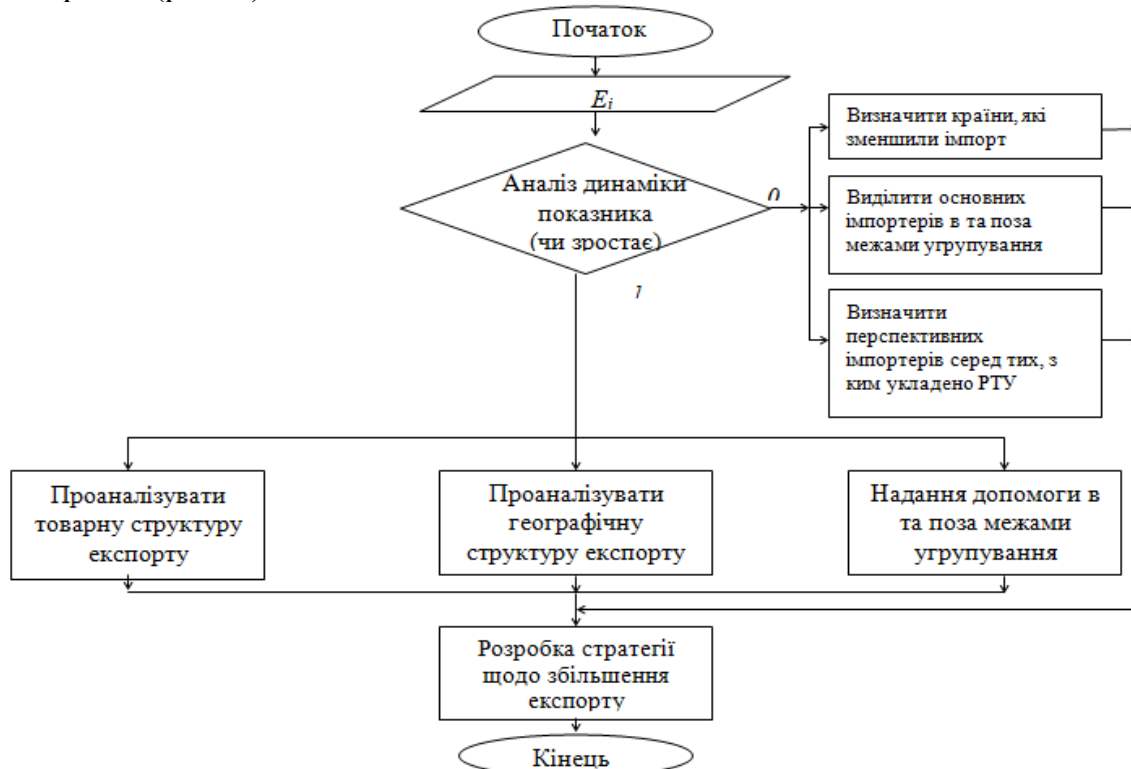 Початок
E_i
Аналіз динаміки
показника
(чи зростає)
0
1
Визначити країни, які
зменшили імпорт
Виділити основних
імпортерів в та поза
межами угрупування
Визначити
перспективних
імпортерів серед тих, з
ким укладено РТУ
Проаналізувати
товарну структуру
експорту
Проаналізувати
географічну
структуру експорту
Надання допомоги в
та поза межами
угрупування
Розробка стратегії
щодо збільшення
експорту
Кінець